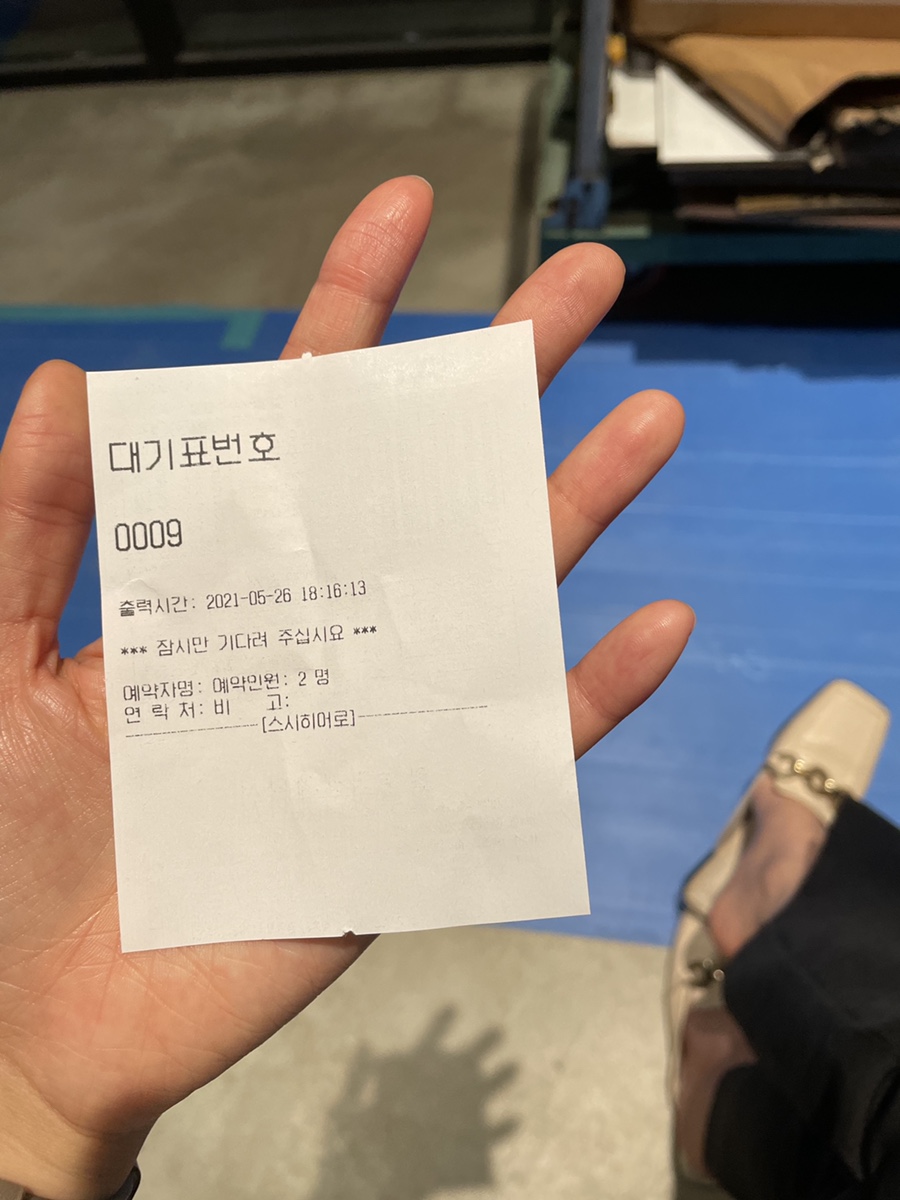 대기표번호
0009
출력시간: 2021-05-26 18:16:13
*** 잠시만 기다려 주십시요 ***
예약자명: 예약인원: 2 명
연 락 처: 비 고:
--------------------[스시히어로]--------------------